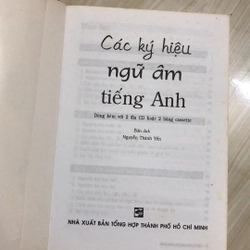 Các ký hiệu
ngữ âm
tiếng Anh
Dùng kèm với 2 đĩa CD hoặc 2 băng cassette
Biên dịch
Nguyễn Thành Yến
NHÀ XUẤT BẢN TỔNG HỢP THÀNH PHỐ HỒ CHÍ MINH